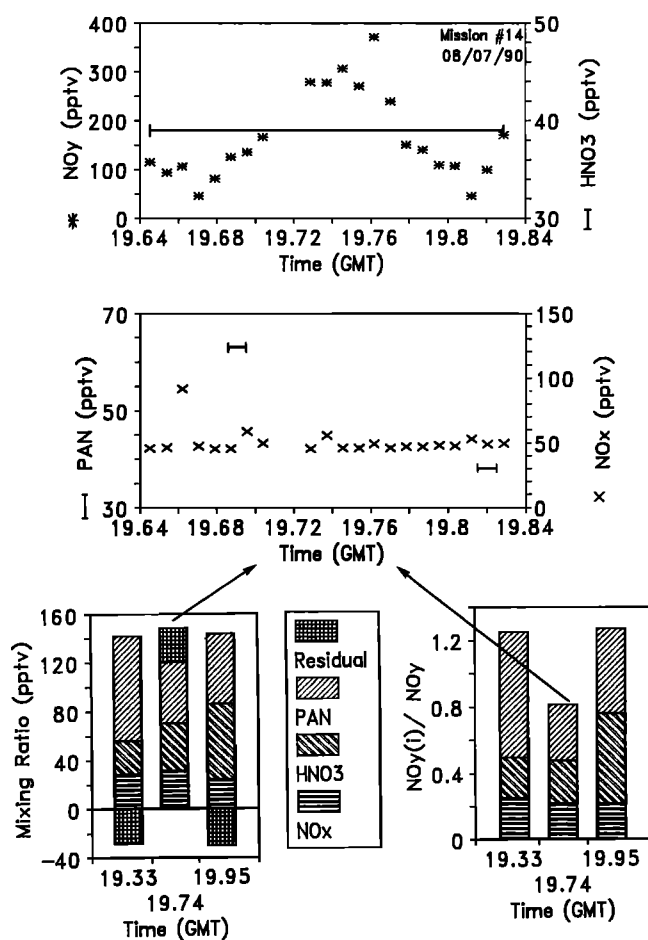 400
300
200
100
0
NOy (pptv)
Mission #14
08/07/90
50
40
30
HNO3 (pptv)
19.64 19.68 19.72 19.76 19.8 19.84
Time (GMT)
70
50
30
PAN (pptv)
150
100
50
0
NOx (pptv)
19.64 19.68 19.72 19.76 19.8 19.84
Time (GMT)
160
120
80
40
0
-40
Mixing Ratio (pptv)
19.33 19.95
19.74
Time (GMT)
Residual
PAN
HNO3
NOx
1.2
0.8
0.4
0
NOy(i)/ NOy
19.33 19.95
19.74
Time (GMT)